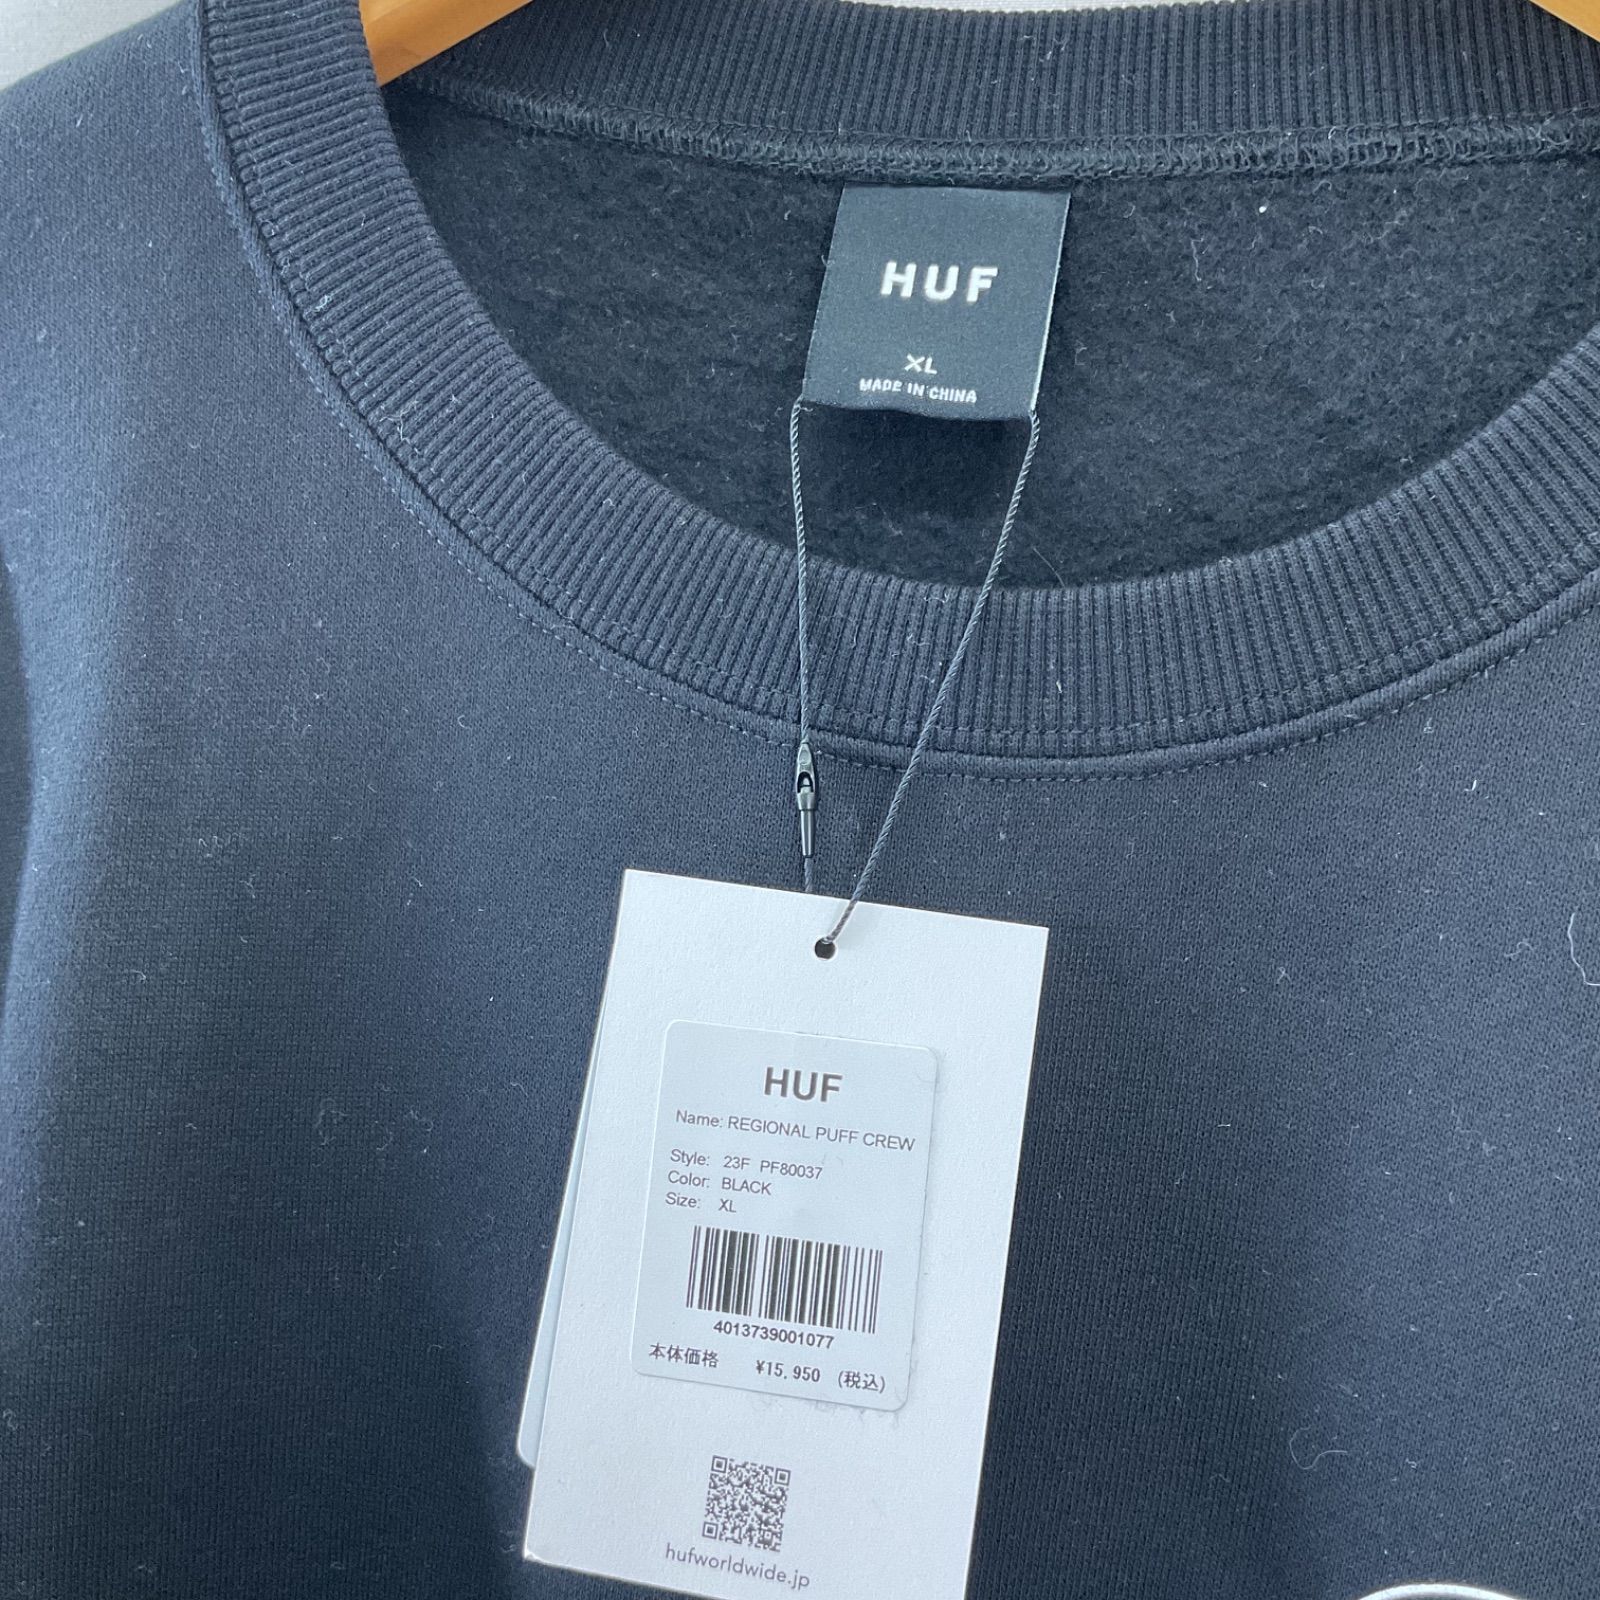 HUF
XL
MADE IN CHINA
HUF
Name: REGIONAL PUFF CREW
Style: 23F PF80037
Color: BLACK
Size: XL
4013739001077
本体価格 ¥15,950 (税込)
hufworldwide.jp